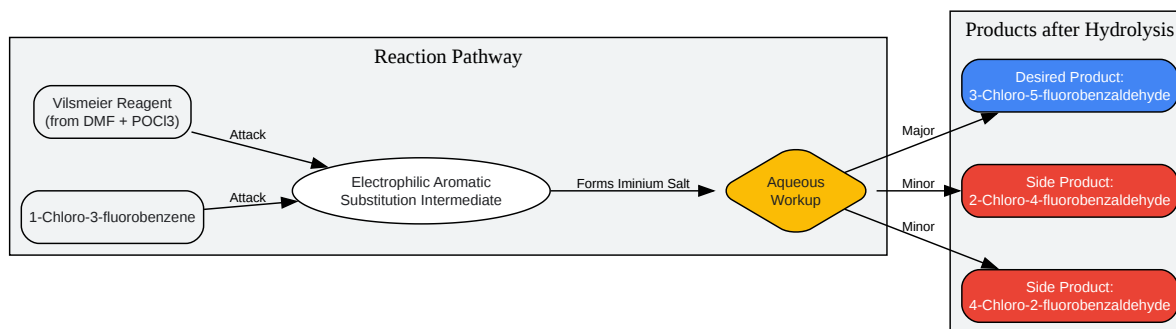 Reaction Pathway
Vilsmeier Reagent
(from DMF + POCl3)
Attack
1-Chloro-3-fluorobenzene
Attack
Electrophilic Aromatic
Substitution Intermediate
Forms Iminium Salt
Aqueous
Workup
Major
Minor
Minor
Products after Hydrolysis
Desired Product:
3-Chloro-5-fluorobenzaldehyde
Side Product:
2-Chloro-4-fluorobenzaldehyde
Side Product:
4-Chloro-2-fluorobenzaldehyde